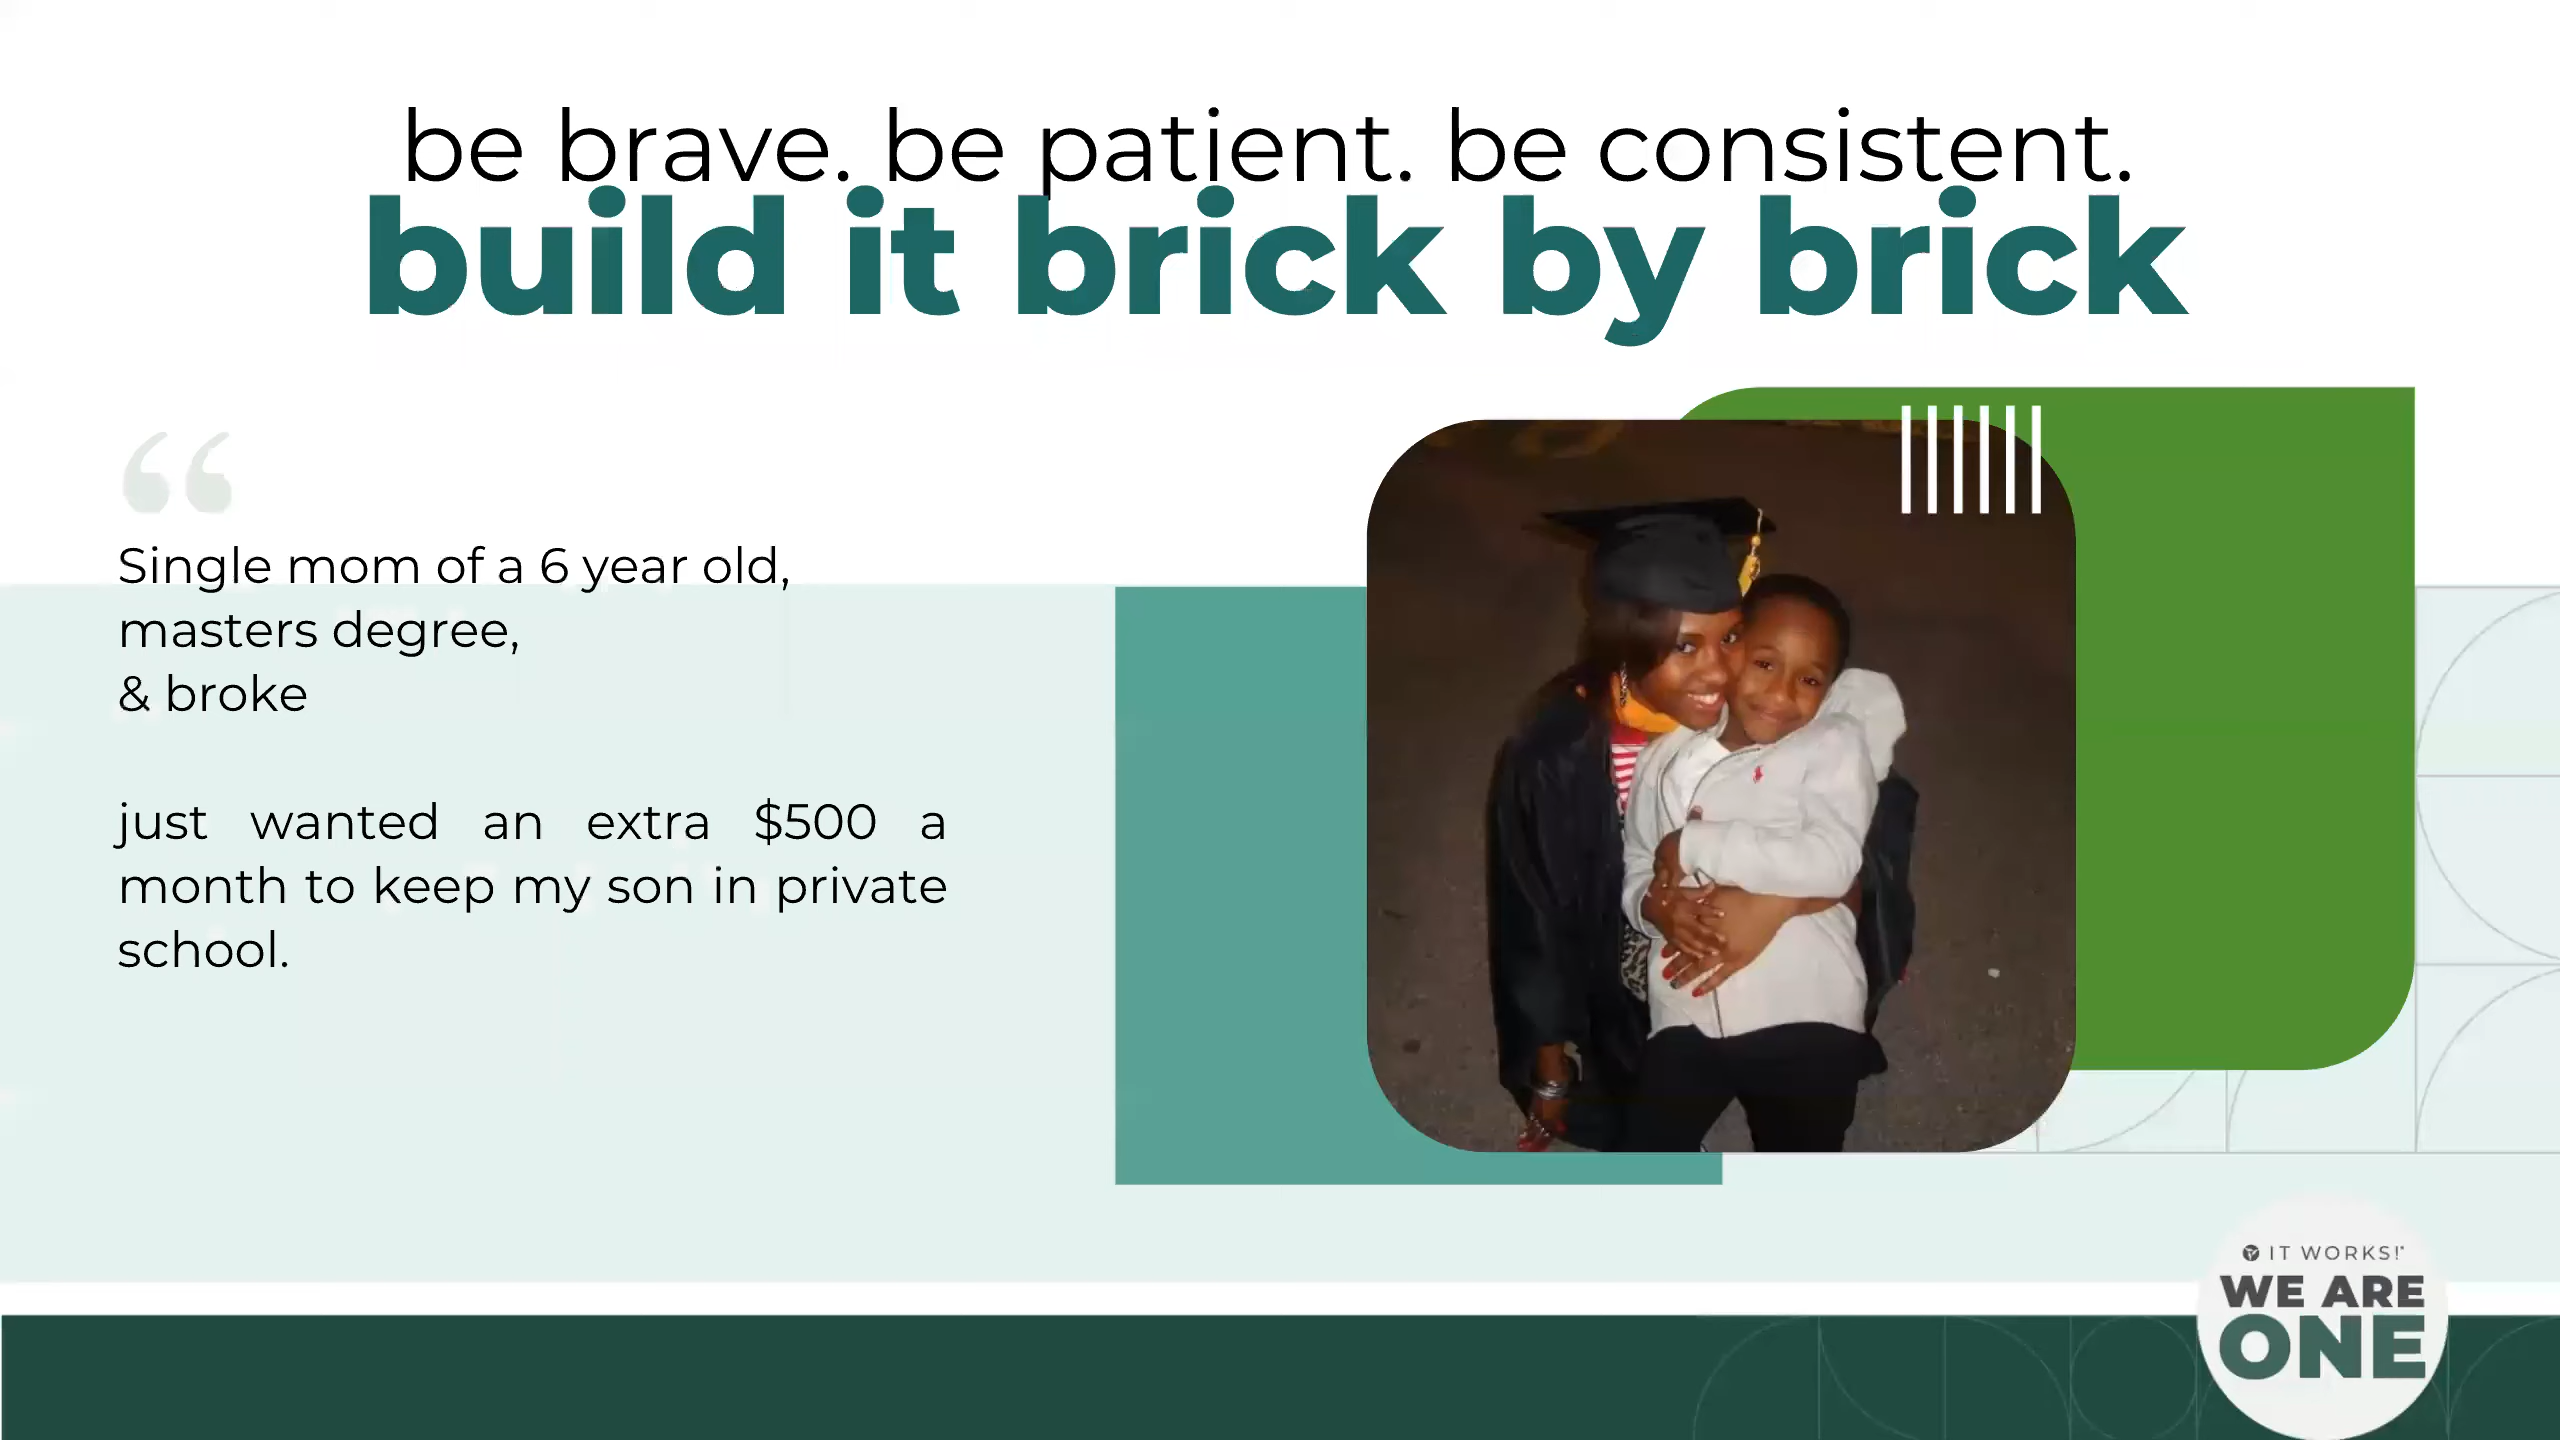 be brave. be patient. be consistent.
build it brick by brick
“
Single mom of a 6 year old,
masters degree,
& broke
just wanted an extra $500 a
month to keep my son in private
school.
IT WORKS!
WE ARE
ONE